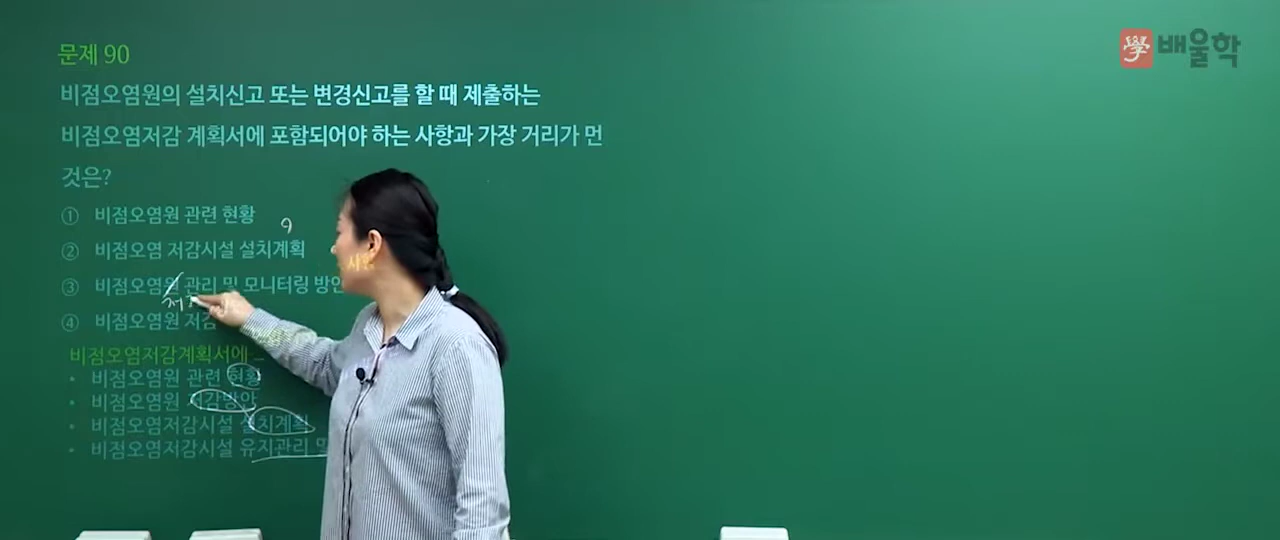 學 배울학
문제 90
비점오염원의 설치신고 또는 변경신고를 할 때 제출하는
비점오염저감 계획서에 포함되어야 하는 사항과 가장 거리가 먼
것은?
① 비점오염원 관련 현황
② 비점오염 저감시설 설치계획
③ 비점오염원 관리 및 모니터링 방안
④ 비점오염원 저감
비점오염저감계획서에
• 비점오염원 관련 현황
• 비점오염원 저감방안
• 비점오염저감시설 설치계획
• 비점오염저감시설 유지관리 및